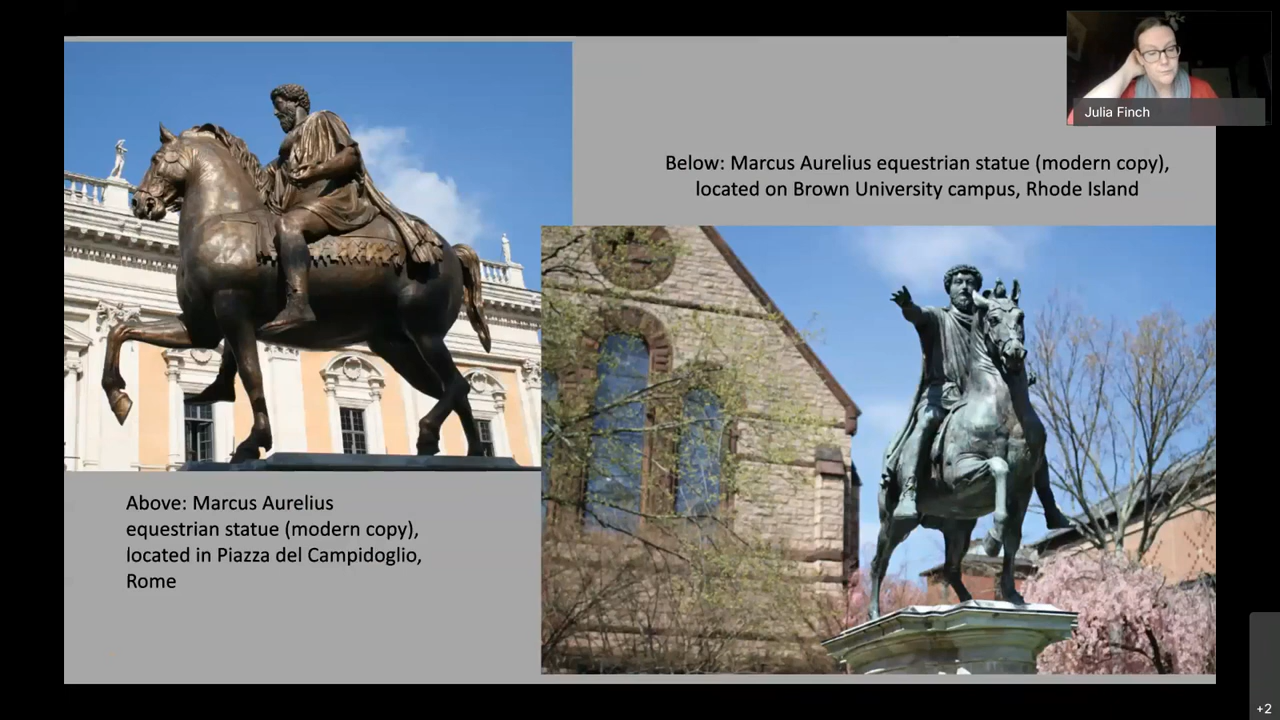 Julia Finch
Below: Marcus Aurelius equestrian statue (modern copy),
located on Brown University campus, Rhode Island
Above: Marcus Aurelius
equestrian statue (modern copy),
located in Piazza del Campidoglio,
Rome
+2